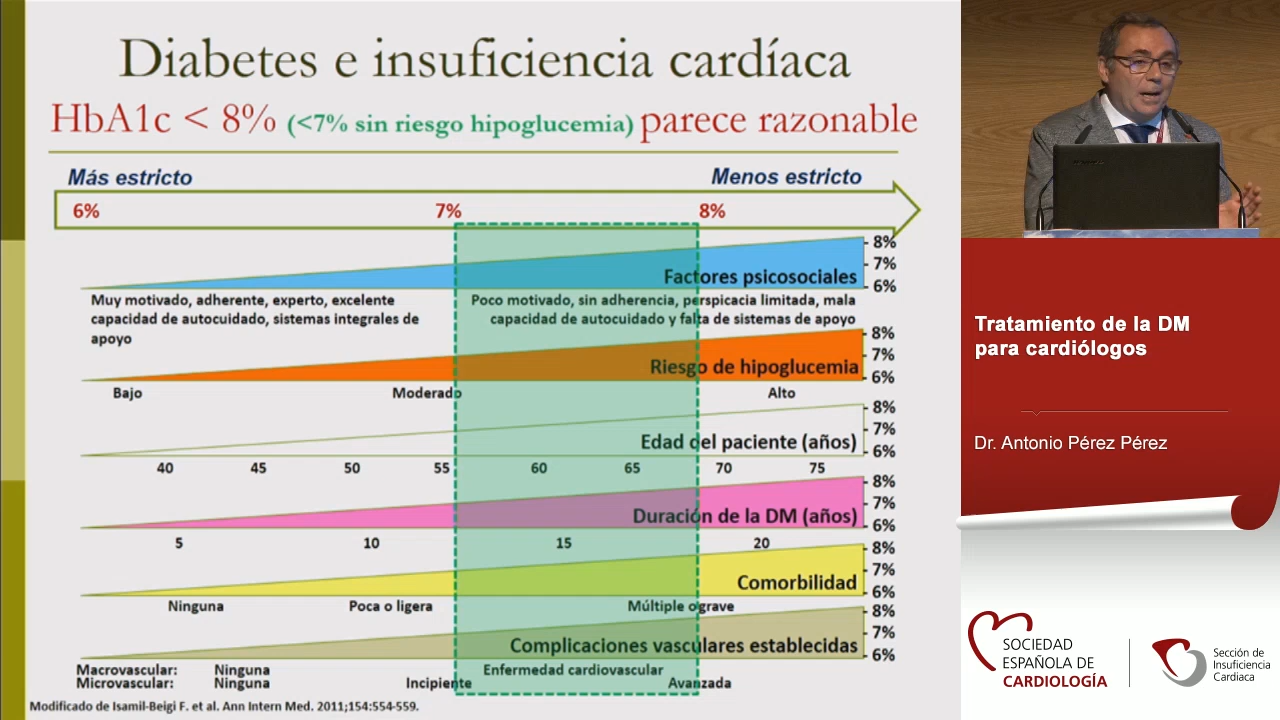 Diabetes e insuficiencia cardíaca
HbA1c < 8% (<7% sin riesgo hipoglucemia) parece razonable
Más estricto
Menos estricto
6%
7%
8%
8%
7%
6%
Factores psicosociales
Muy motivado, adherente, experto, excelente
capacidad de autocuidado, sistemas integrales de
apoyo
Poco motivado, sin adherencia, perspicacia limitada, mala
capacidad de autocuidado y falta de sistemas de apoyo
8%
7%
6%
Riesgo de hipoglucemia
Bajo
Moderado
Alto
8%
7%
6%
Edad del paciente (años)
40
45
50
55
60
65
70
75
8%
7%
6%
Duración de la DM (años)
5
10
15
20
8%
7%
6%
Comorbilidad
Ninguna
Poca o ligera
Múltiple o grave
8%
7%
6%
Complicaciones vasculares establecidas
Macrovascular: Ninguna Enfermedad cardiovascular
Microvascular: Ninguna Incipiente Avanzada
Modificado de Isamil-Beigi F. et al. Ann Intern Med. 2011;154:554-559.
Tratamiento de la DM
para cardiólogos
Dr. Antonio Pérez Pérez
SOCIEDAD
ESPAÑOLA DE
CARDIOLOGÍA
Sección de
Insuficiencia
Cardiaca